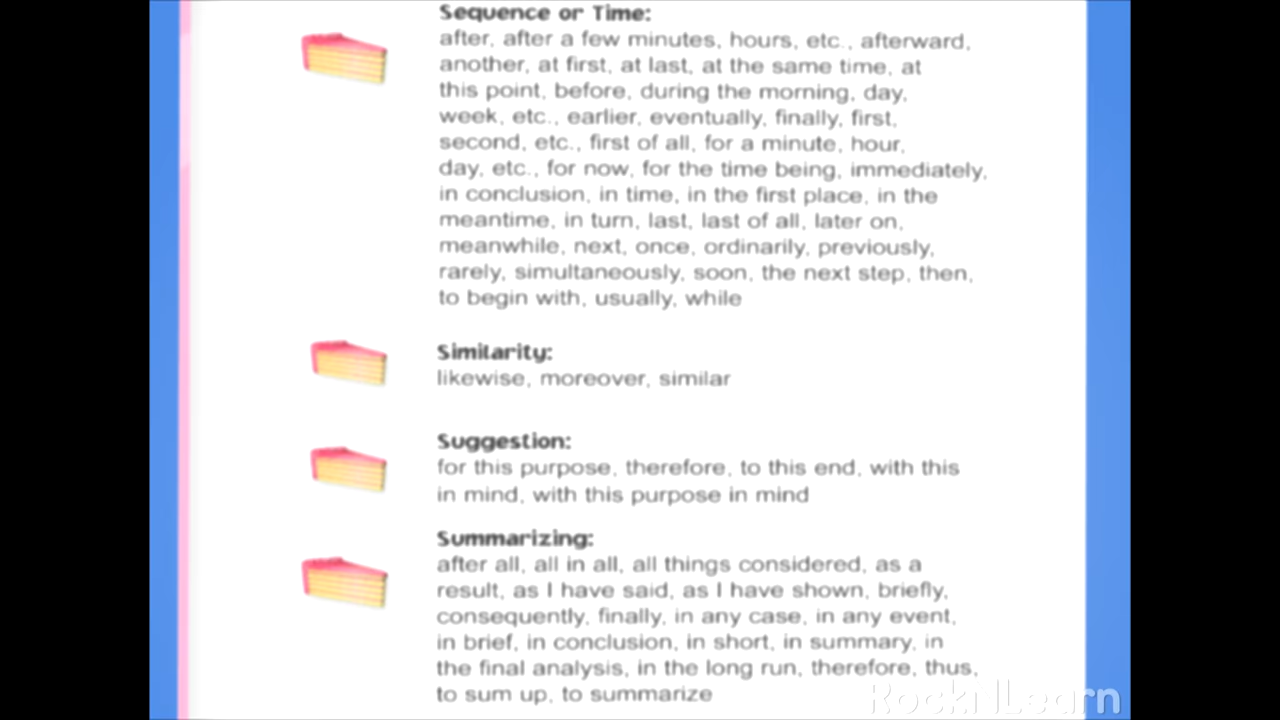 Sequence or Time:
after, after a few minutes, hours, etc., afterward,
another, at first, at last, at the same time, at
this point, before, during the morning, day,
week, etc., earlier, eventually, finally, first,
second, etc., first of all, for a minute, hour,
day, etc., for now, for the time being, immediately,
in conclusion, in time, in the first place, in the
meantime, in turn, last, last of all, later on,
meanwhile, next, once, ordinarily, previously,
rarely, simultaneously, soon, the next step, then,
to begin with, usually, while
Similarity:
likewise, moreover, similar
Suggestion:
for this purpose, therefore, to this end, with this
in mind, with this purpose in mind
Summarizing:
after all, all in all, all things considered, as a
result, as I have said, as I have shown, briefly,
consequently, finally, in any case, in any event,
in brief, in conclusion, in short, in summary, in
the final analysis, in the long run, therefore, thus,
to sum up, to summarize
Rock 'N Learn